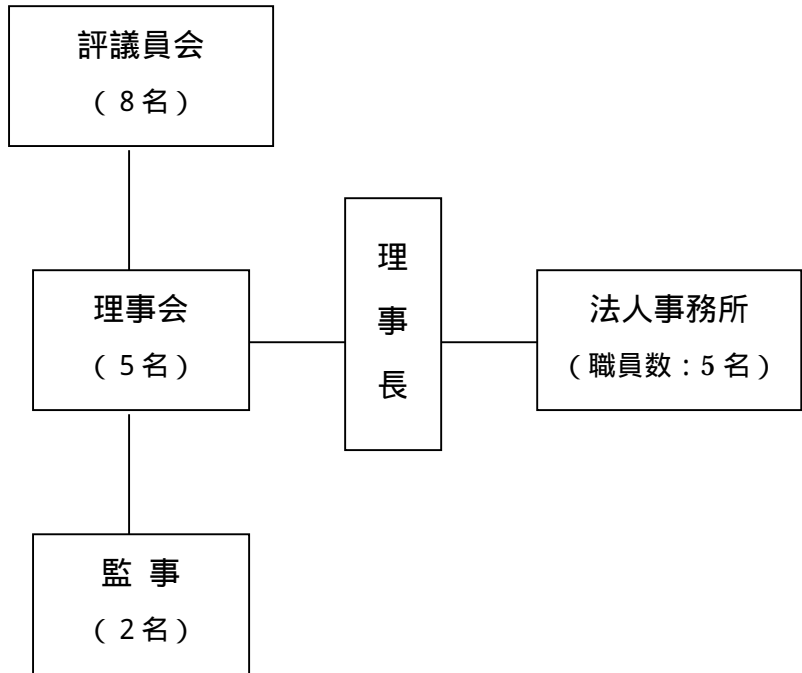 評議員会
(8名)
理事会
(5名)
理事長
法人事務所
(職員数:5名)
監 事
(2名)